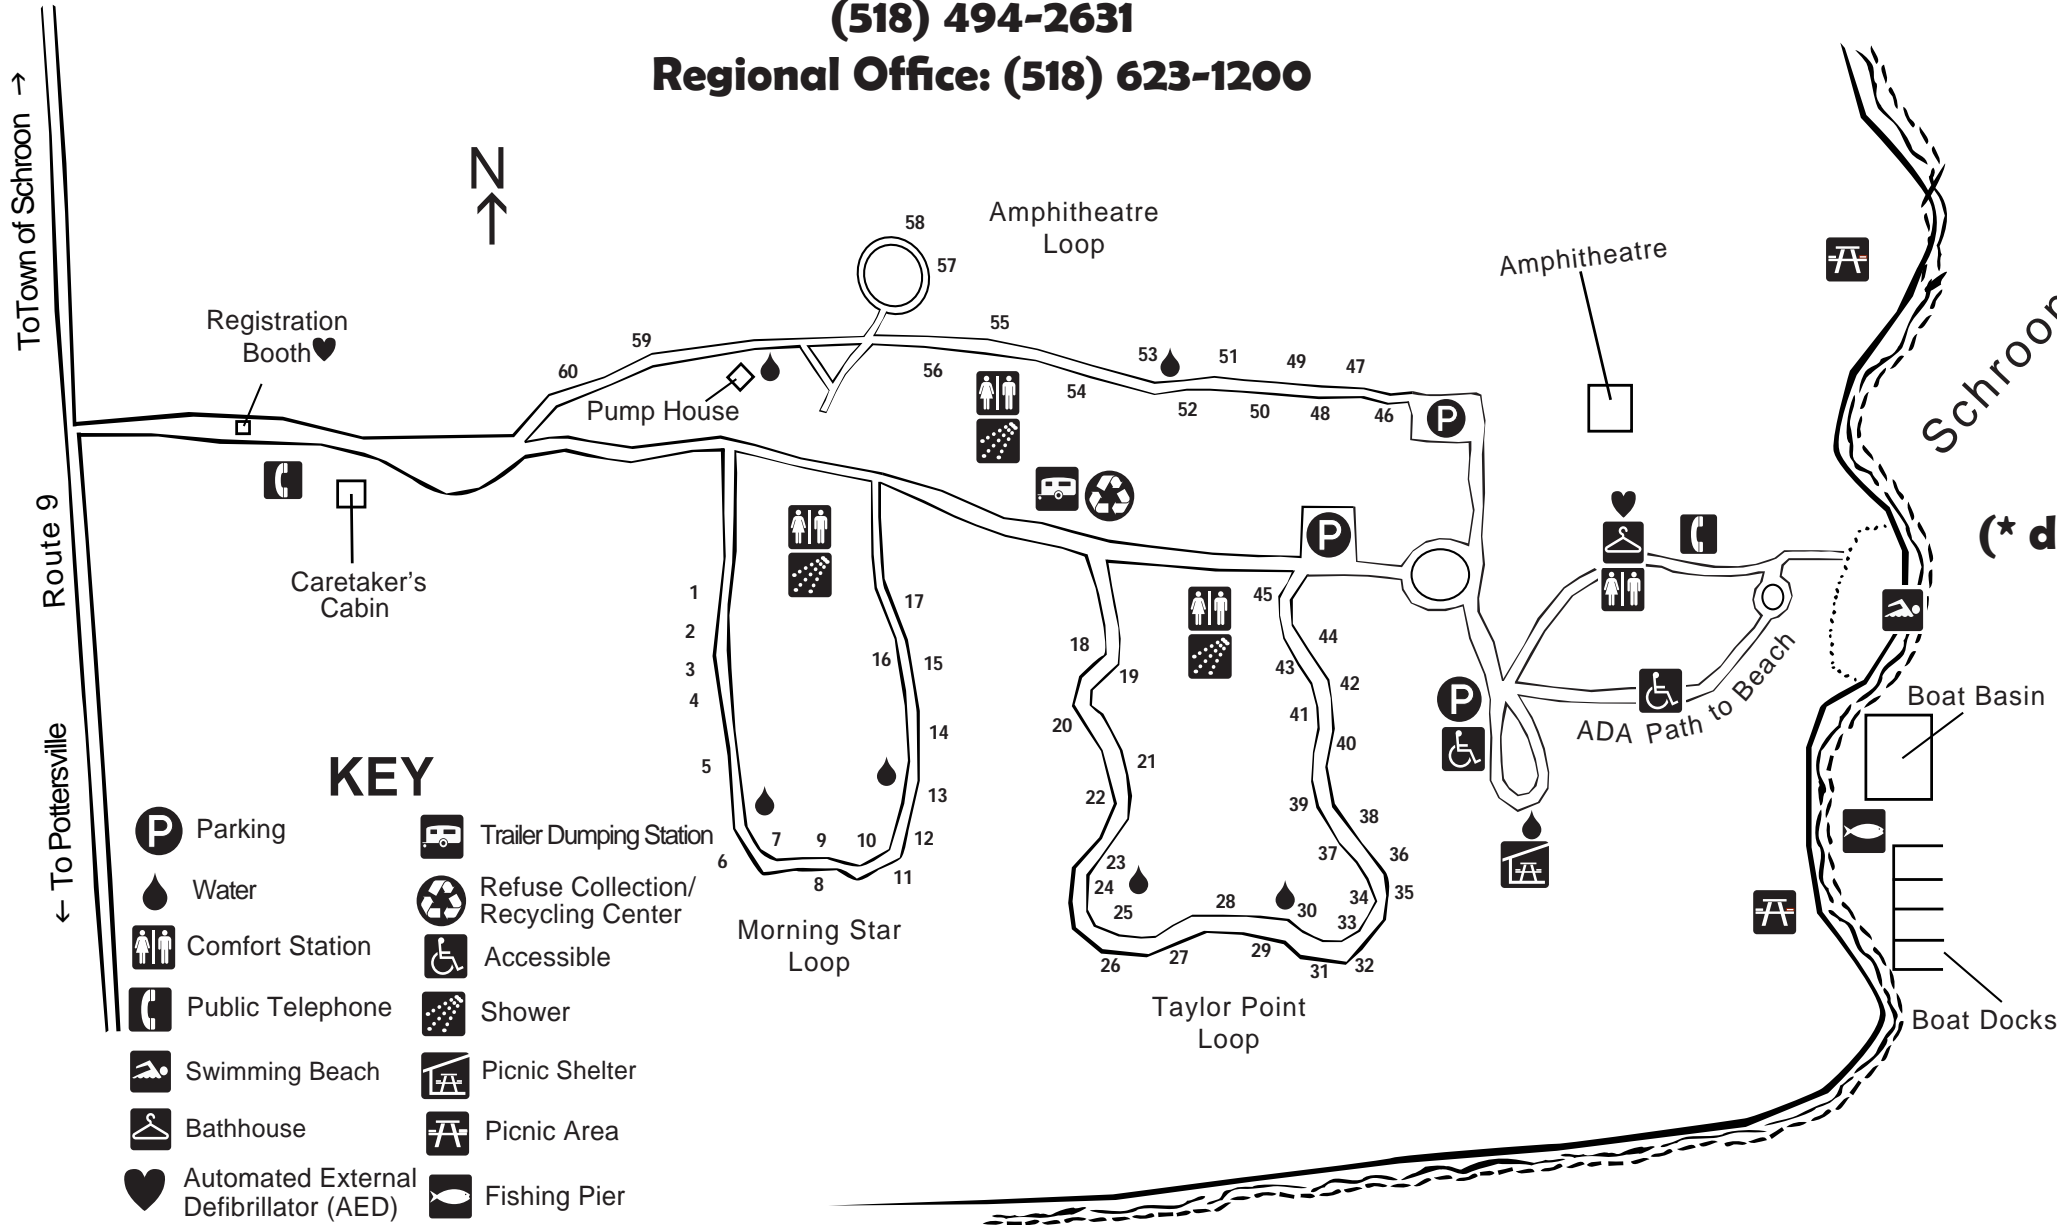 (518) 494-2631
Regional Office: (518) 623-1200
To Town of Schroon →
N
Amphitheatre
Loop
Amphitheatre
Registration
Booth
Pump House
Schroon
(* d
Route 9
Caretaker's
Cabin
← To Pottersville
58
57
55
59
60
56
53
54
51
52
49
50
47
48
46
P
P
P
1
2
3
4
5
6
7
8
9
10
11
12
13
14
15
16
17
18
19
20
21
22
23
24
25
26
27
28
29
30
31
32
33
34
35
36
37
38
39
40
41
42
43
44
45
ADA Path to Beach
Boat Basin
Boat Docks
Morning Star
Loop
Taylor Point
Loop
KEY
P Parking
Water
Comfort Station
Public Telephone
Swimming Beach
Bathhouse
Automated External
Defibrillator (AED)
Trailer Dumping Station
Refuse Collection/
Recycling Center
Accessible
Shower
Picnic Shelter
Picnic Area
Fishing Pier